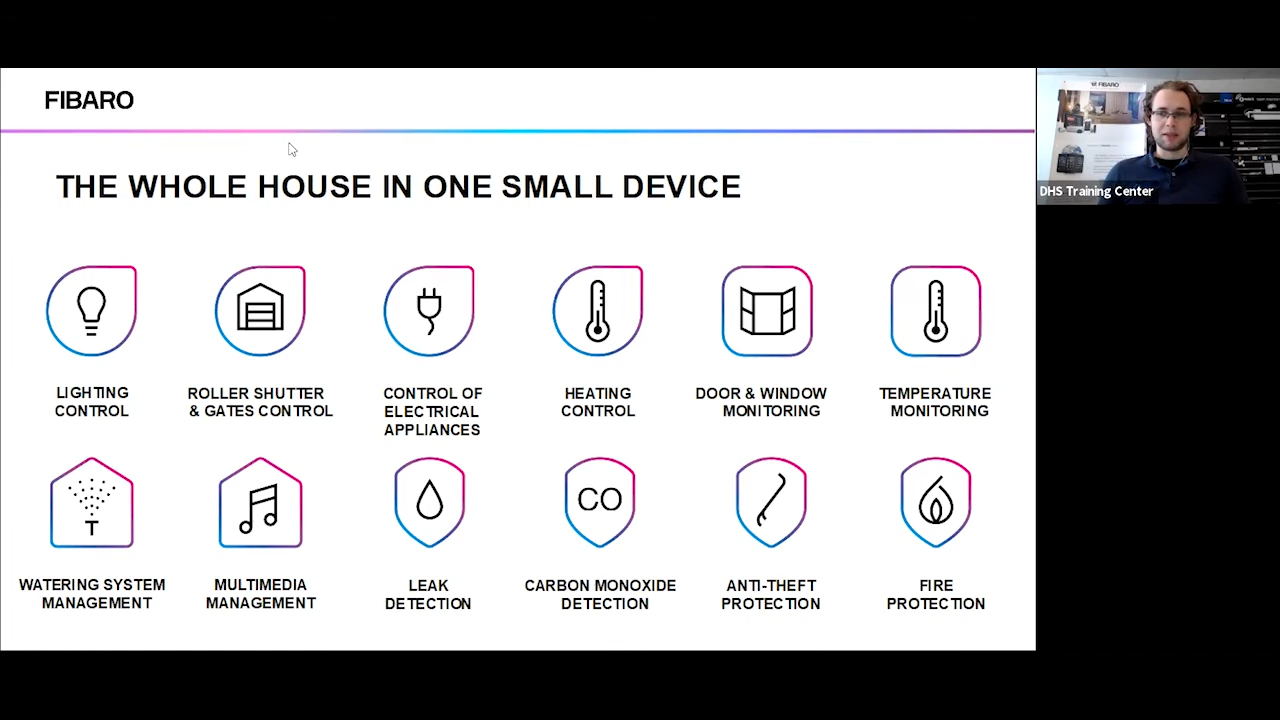 FIBARO
THE WHOLE HOUSE IN ONE SMALL DEVICE
LIGHTING
CONTROL
ROLLER SHUTTER
& GATES CONTROL
CONTROL OF
ELECTRICAL
APPLIANCES
HEATING
CONTROL
DOOR & WINDOW
MONITORING
TEMPERATURE
MONITORING
CO
WATERING SYSTEM
MANAGEMENT
MULTIMEDIA
MANAGEMENT
LEAK
DETECTION
CARBON MONOXIDE
DETECTION
ANTI-THEFT
PROTECTION
FIRE
PROTECTION
FIBARO
DHS Training Center